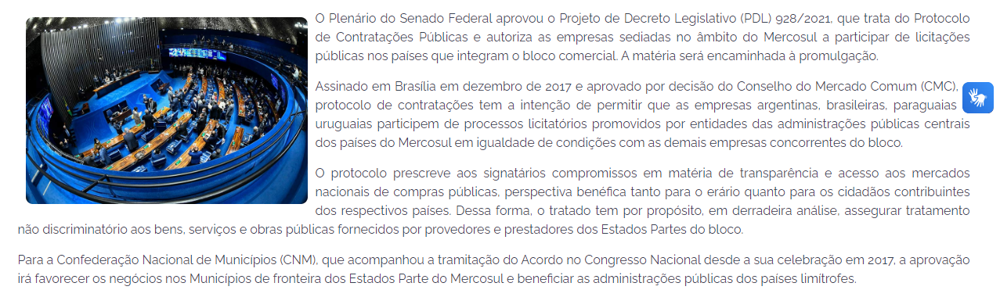 O Plenário do Senado Federal aprovou o Projeto de Decreto Legislativo (PDL) 928/2021, que trata do Protocolo
de Contratações Públicas e autoriza as empresas sediadas no âmbito do Mercosul a participar de licitações
públicas nos países que integram o bloco comercial. A matéria será encaminhada à promulgação.
Assinado em Brasília em dezembro de 2017 e aprovado por decisão do Conselho do Mercado Comum (CMC),
protocolo de contratações tem a intenção de permitir que as empresas argentinas, brasileiras, paraguaias
uruguaias participem de processos licitatórios promovidos por entidades das administrações públicas centrais
dos países do Mercosul em igualdade de condições com as demais empresas concorrentes do bloco.
O protocolo prescreve aos signatários compromissos em matéria de transparência e acesso aos mercados
nacionais de compras públicas, perspectiva benéfica tanto para o erário quanto para os cidadãos contribuintes
dos respectivos países. Dessa forma, o tratado tem por propósito, em derradeira análise, assegurar tratamento
não discriminatório aos bens, serviços e obras públicas fornecidos por provedores e prestadores dos Estados Partes do bloco.
Para a Confederação Nacional de Municípios (CNM), que acompanhou a tramitação do Acordo no Congresso Nacional desde a sua celebração em 2017, a aprovação
irá favorecer os negócios nos Municípios de fronteira dos Estados Parte do Mercosul e beneficiar as administrações públicas dos países limítrofes.